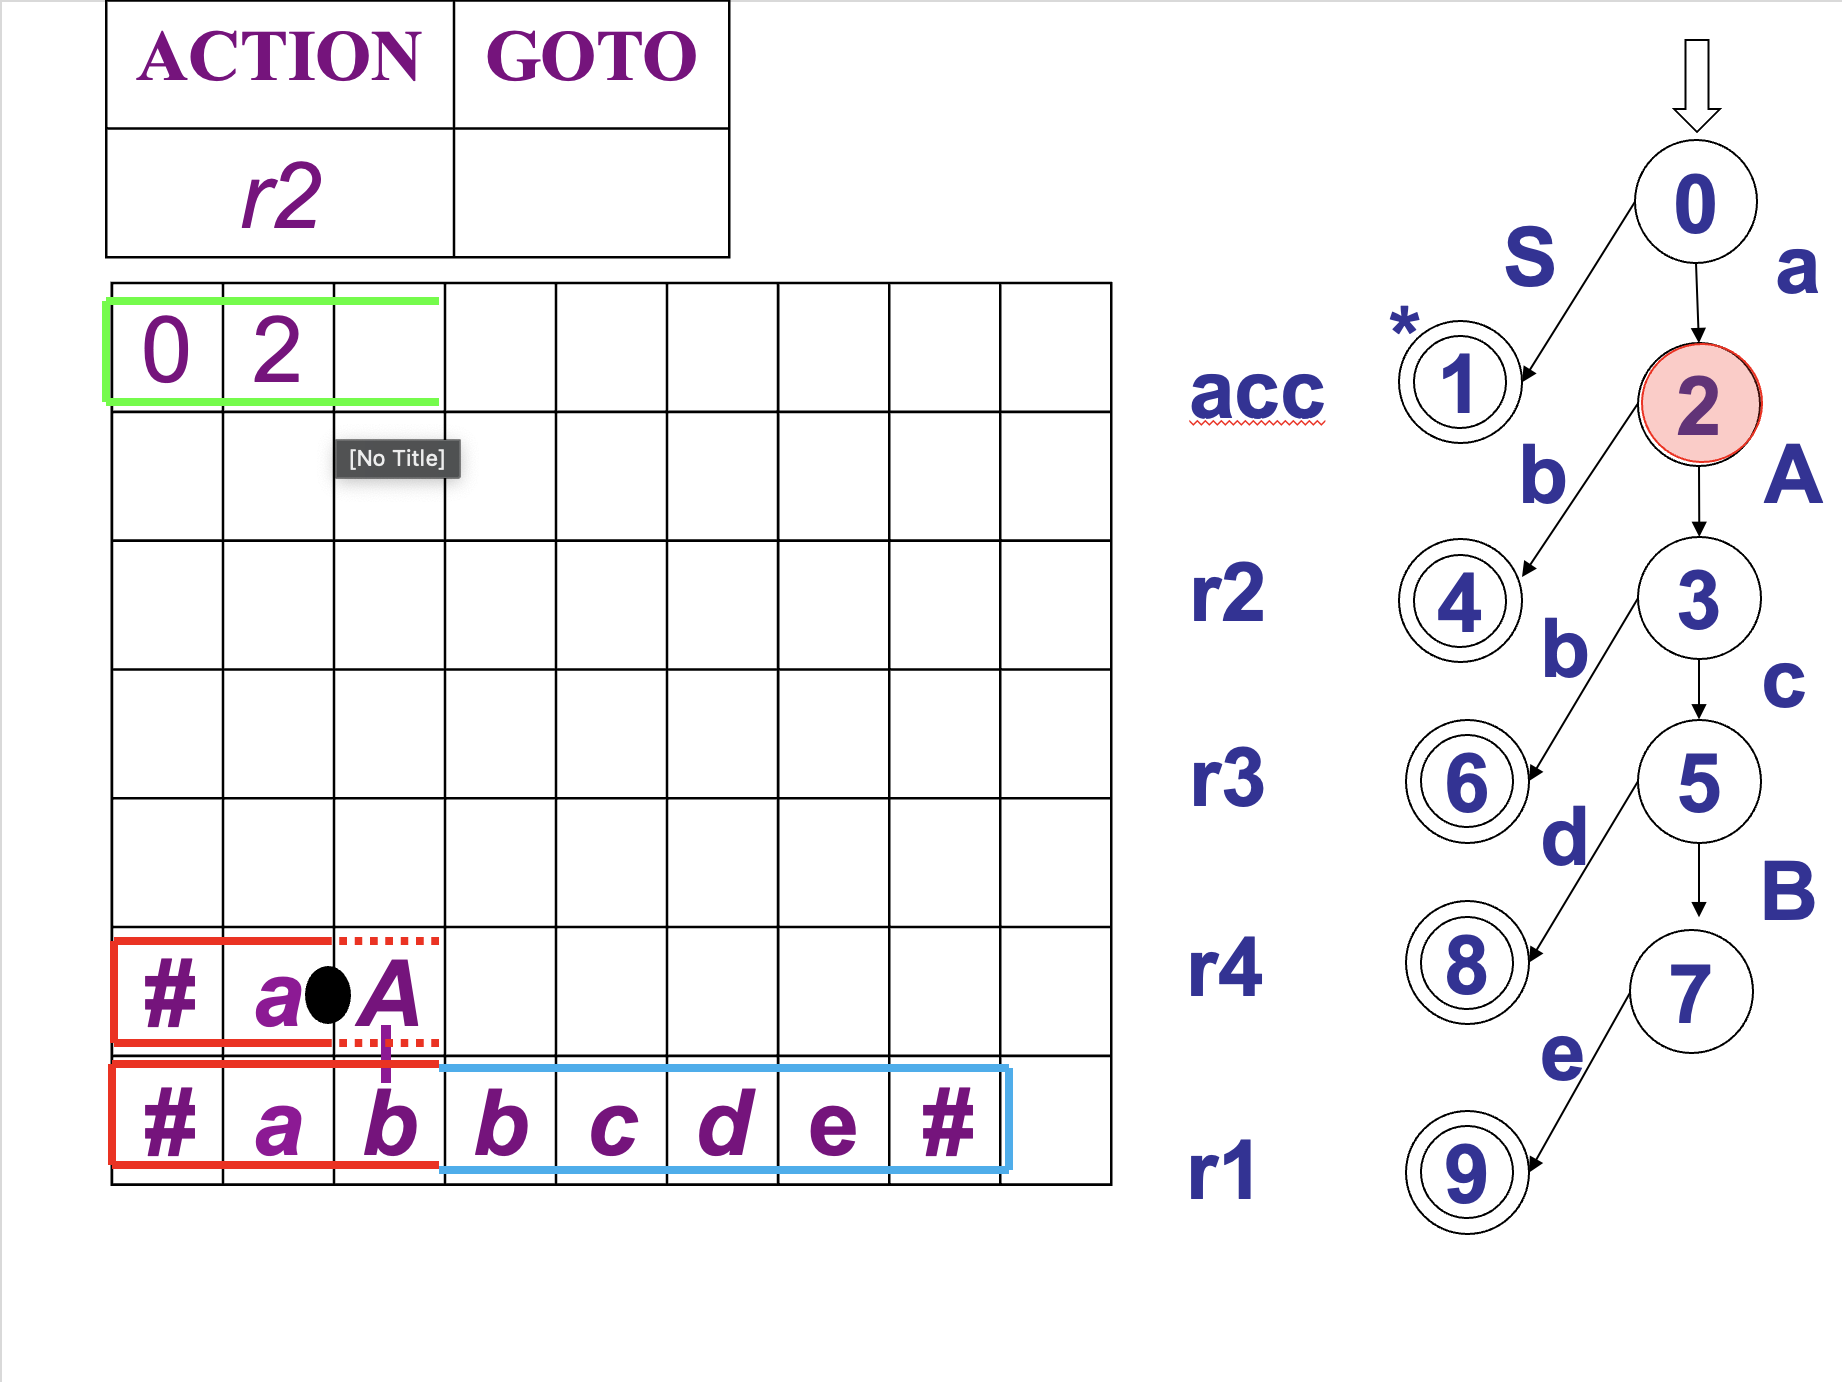 ACTION GOTO
r2
0 2
[No Title]
# a A
# a b b c d e #
0
S a
* 1
acc
2
b A
r2 4 3
b c
r3 6 5
d B
r4 8 7
e
r1 9